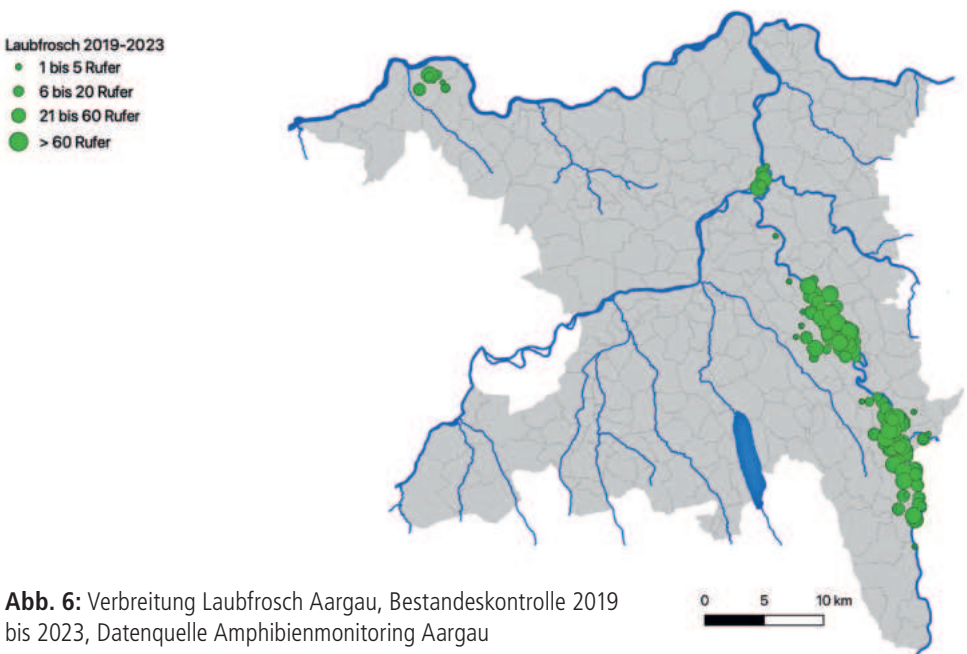 Laubfrosch 2019-2023
1 bis 5 Rufer
6 bis 20 Rufer
21 bis 60 Rufer
> 60 Rufer
Abb. 6: Verbreitung Laubfrosch Aargau, Bestandeskontrolle 2019
bis 2023, Datenquelle Amphibienmonitoring Aargau
0 5 10 km